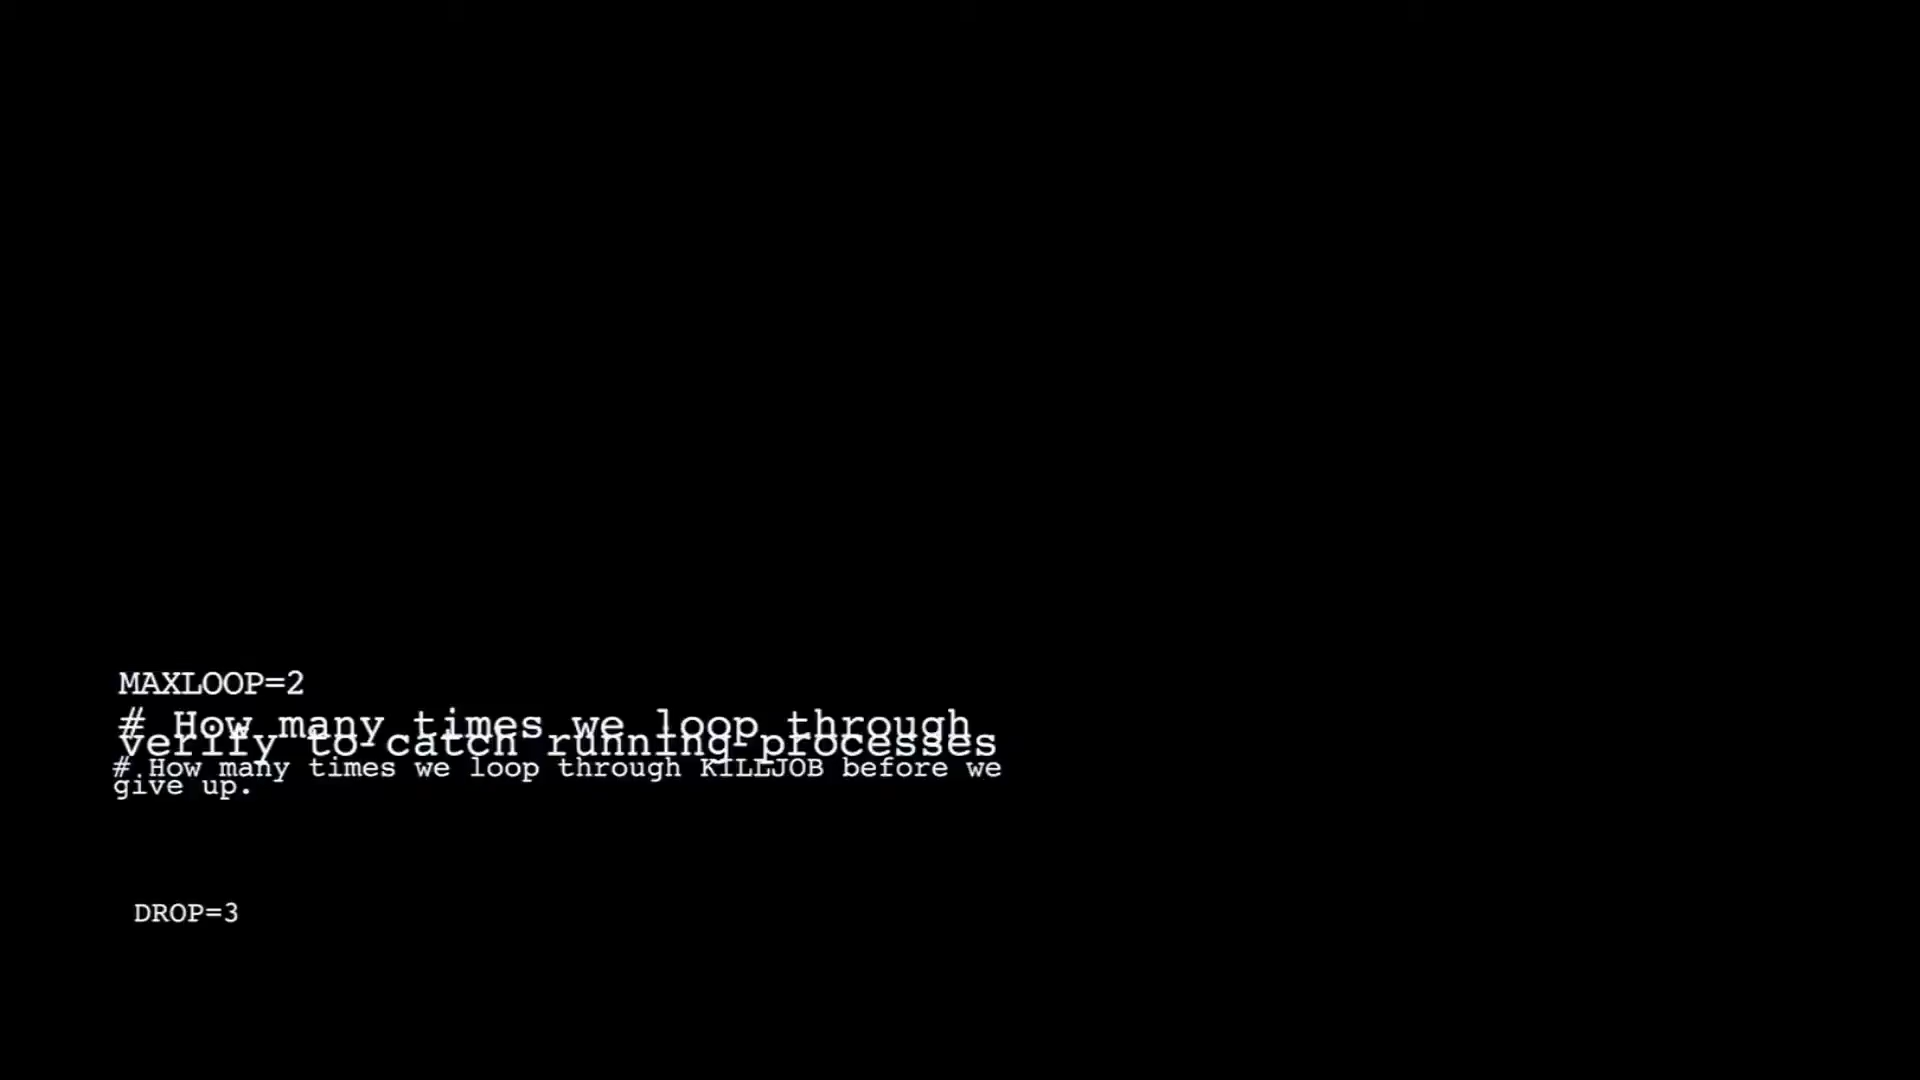 MAXLOOP=2
# How many times we loop through
verify to catch running processes
# How many times we loop through KILLJOB before we
give up.
DROP=3